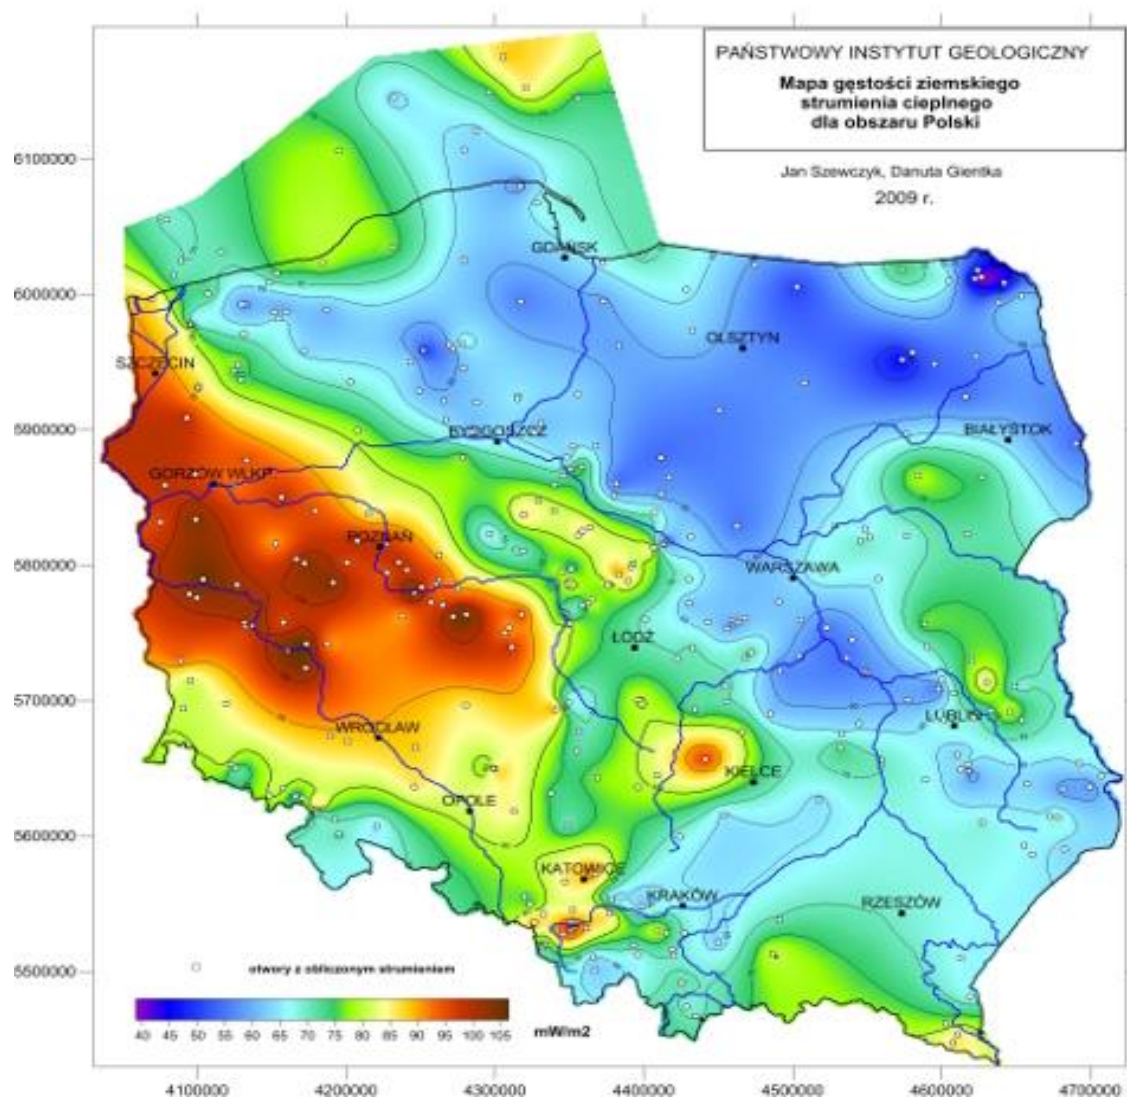 PAŃSTWOWY INSTYTUT GEOLOGICZNY
Mapa gęstości ziemskiego
strumienia cieplnego
dla obszaru Polski
Jan Szewczyk, Danuta Gientka
2009 r.
6100000
6000000
5900000
5800000
5700000
5600000
5500000
GDAŃSK
OLSZTYN
SZCZECIN
BYDGOSZCZ
BIAŁYSTOK
GORZÓW WLKP.
POZNAŃ
WARSZAWA
ŁÓDŹ
LUBLIN
WROCŁAW
KIELCE
OPOLE
KATOWICE
KRAKÓW
RZESZÓW
otwory z obliczonym strumieniem
40 45 50 55 60 65 70 75 80 85 90 95 100 105
mW/m2
4100000 4200000 4300000 4400000 4500000 4600000 4700000